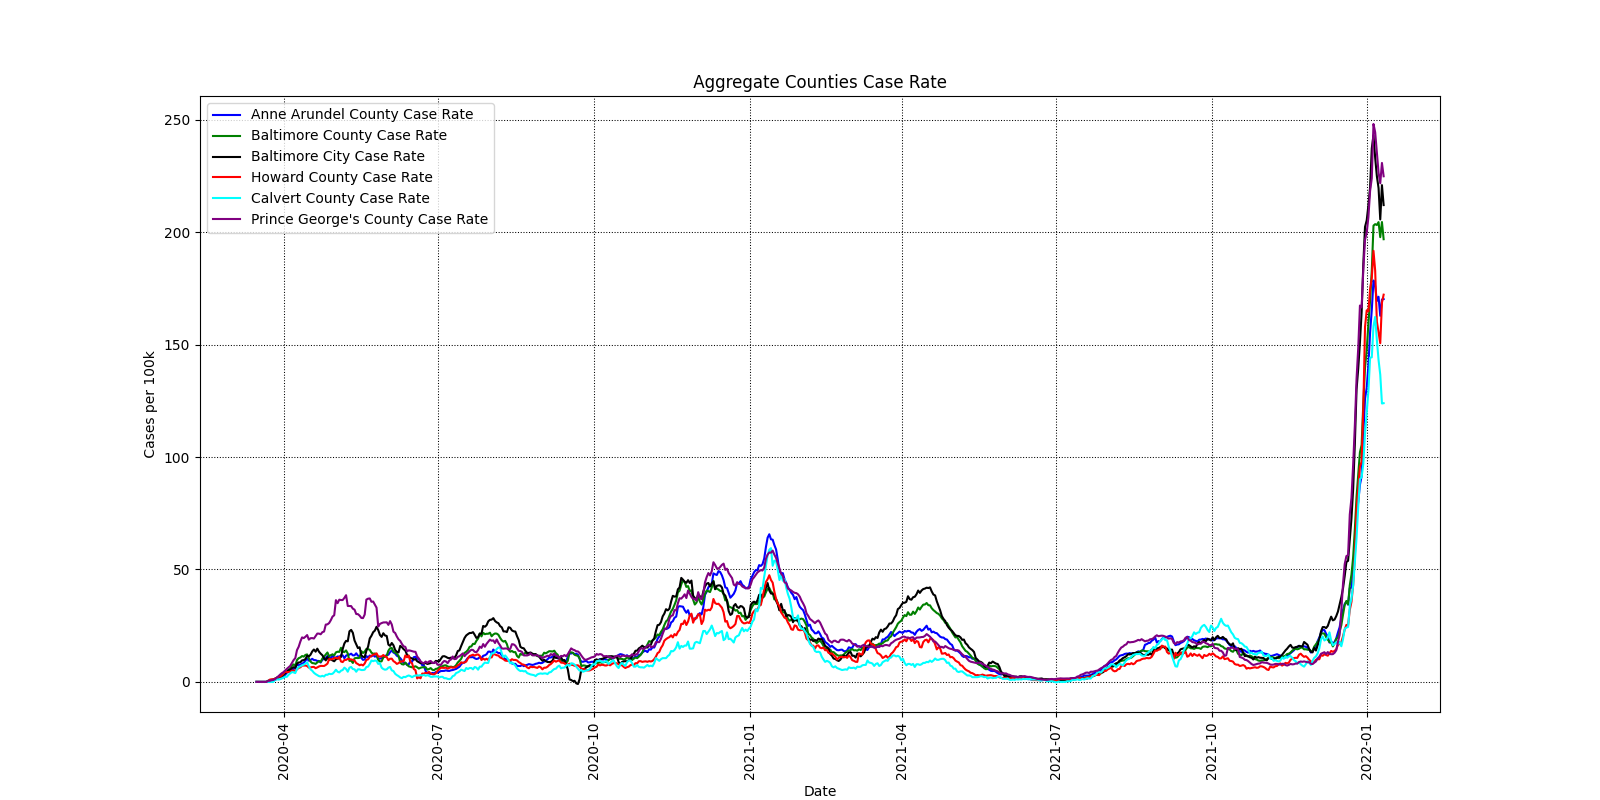 Aggregate Counties Case Rate
Anne Arundel County Case Rate
Baltimore County Case Rate
Baltimore City Case Rate
Howard County Case Rate
Calvert County Case Rate
Prince George's County Case Rate
Cases per 100k
250
200
150
100
50
0
2020-04
2020-07
2020-10
2021-01
2021-04
2021-07
2021-10
2022-01
Date